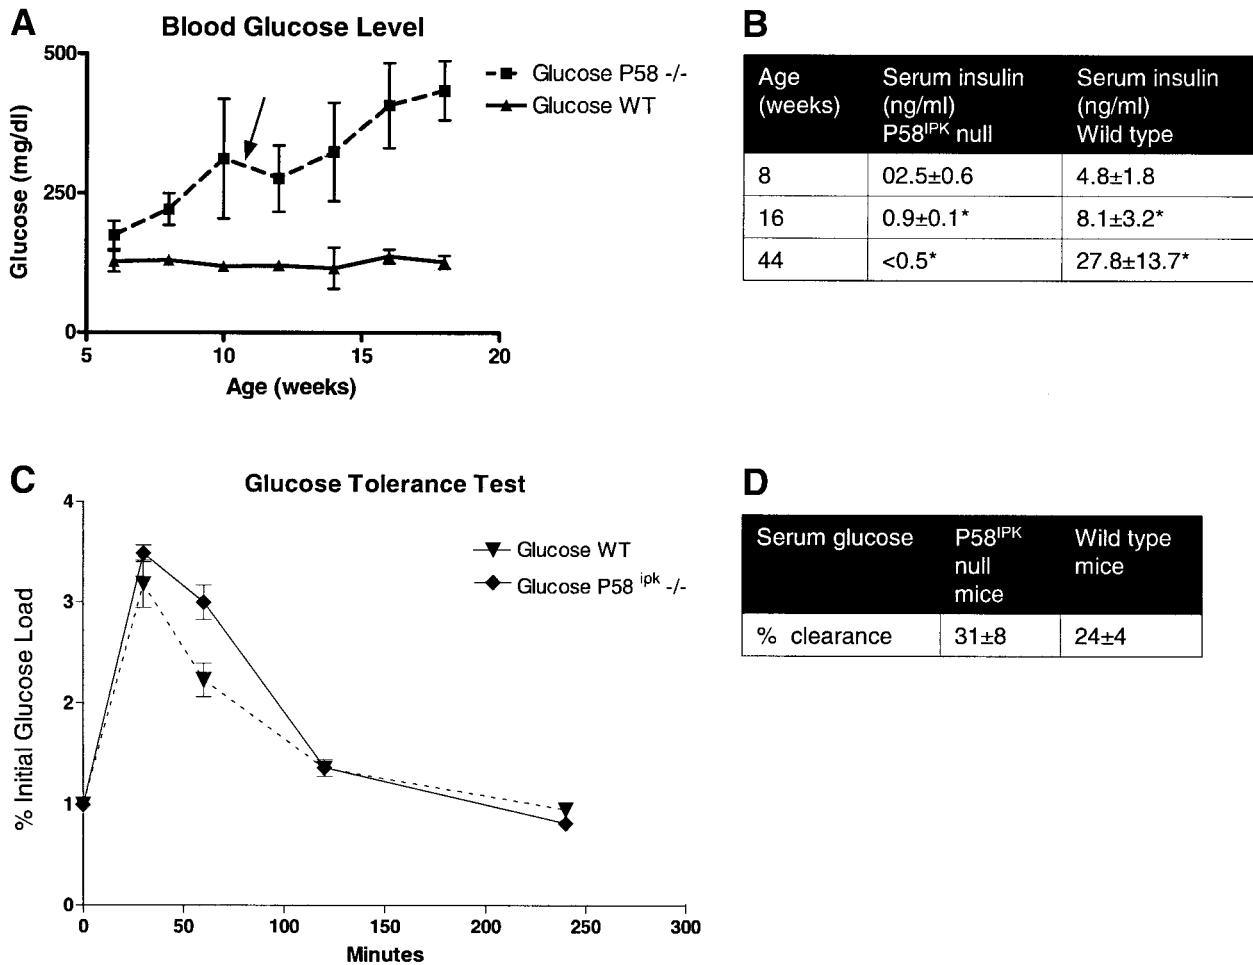 A
Blood Glucose Level
500
250
0
5
10
15
20
Glucose (mg/dl)
Age (weeks)
Glucose P58 -/-
Glucose WT
B
Age (weeks)
Serum insulin (ng/ml) P58IPK null
Serum insulin (ng/ml) Wild type
8
02.5±0.6
4.8±1.8
16
0.9±0.1*
8.1±3.2*
44
<0.5*
27.8±13.7*
C
Glucose Tolerance Test
4
3
2
1
0
0
50
100
150
200
250
300
% Initial Glucose Load
Minutes
Glucose WT
Glucose P58 ipk -/-
D
Serum glucose
P58IPK null mice
Wild type mice
% clearance
31±8
24±4